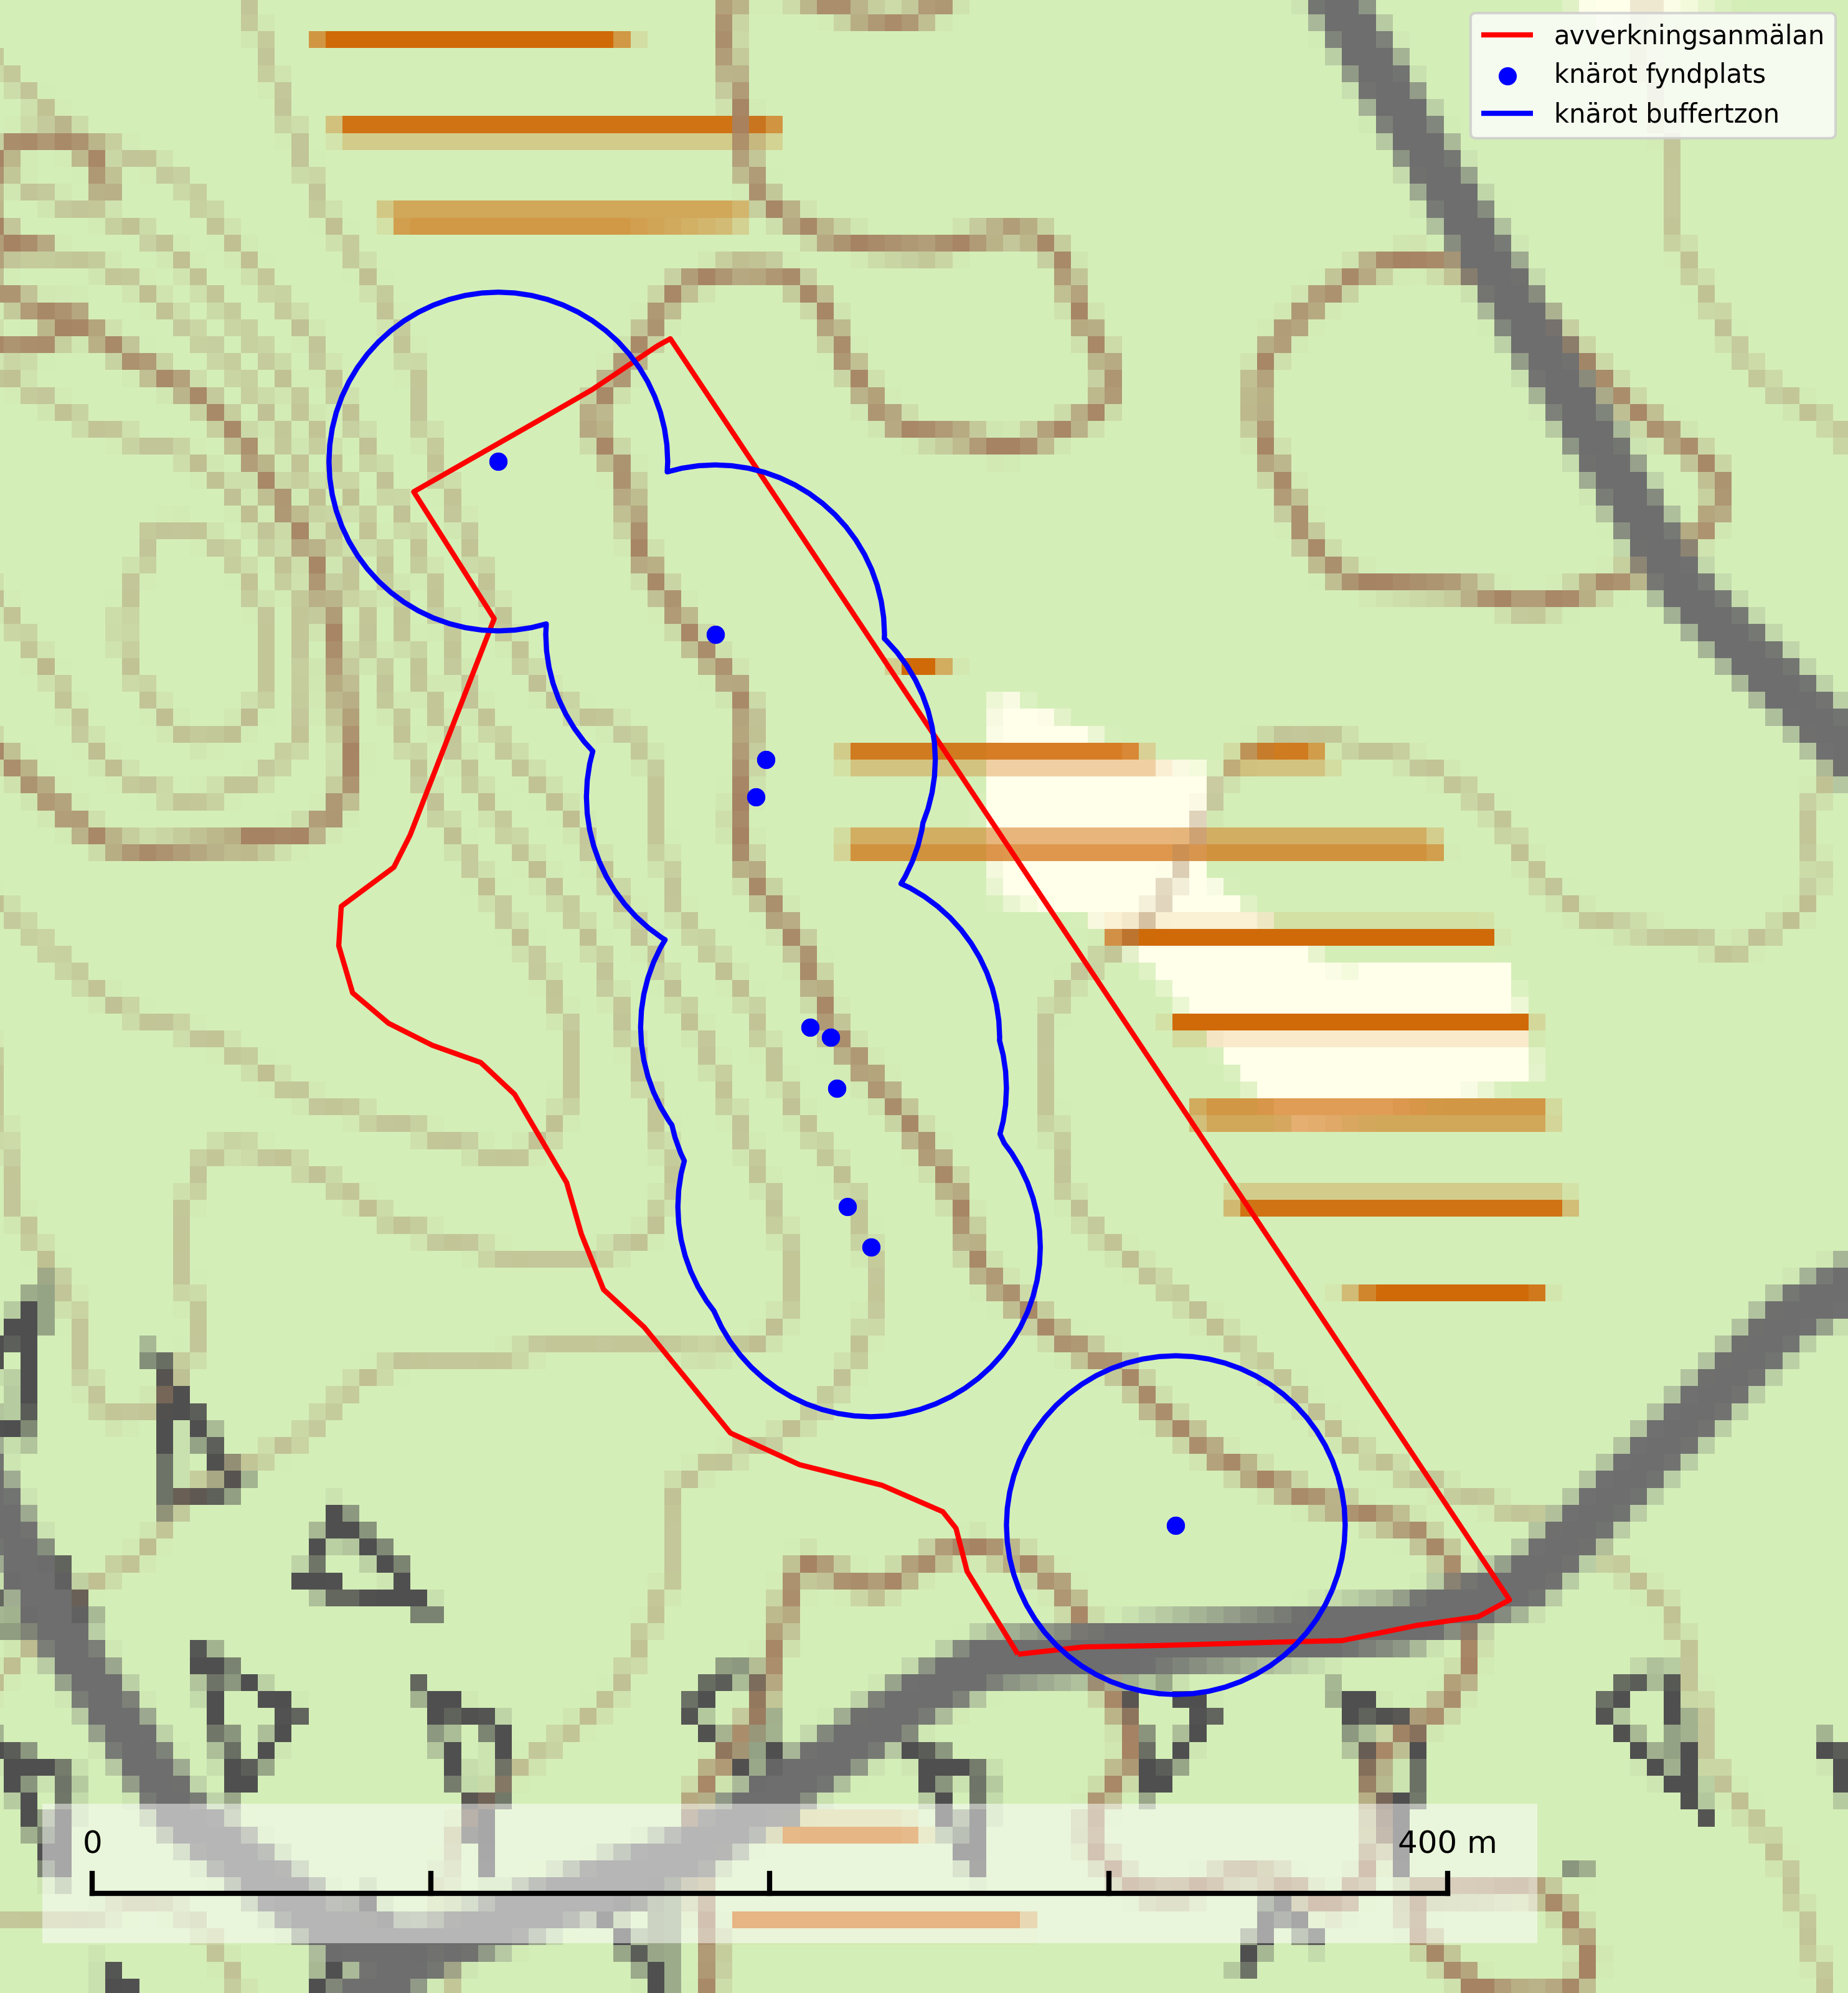 avverkningsanmälan
knärot fyndplats
knärot buffertzon
0
400 m